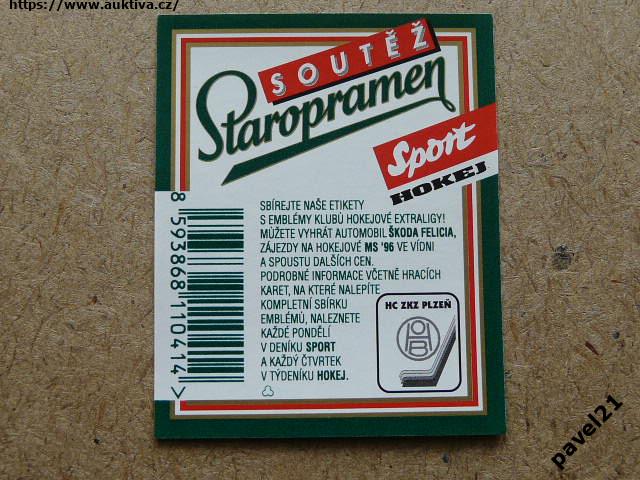 https://www.auktiva.cz/
SOUTĚŽ
Staropramen
Sport
HOKEJ
SBÍREJTE NAŠE ETIKETY
S EMBLÉMY KLUBŮ HOKEJOVÉ EXTRALIGY!
MŮŽETE VYHRÁT AUTOMOBIL ŠKODA FELICIA,
ZÁJEZDY NA HOKEJOVÉ MS '96 VE VÍDNI
A SPOUSTU DALŠÍCH CEN.
PODROBNÉ INFORMACE VČETNĚ HRACÍCH
KARET, NA KTERÉ NALEPÍTE
KOMPLETNÍ SBÍRKU
EMBLÉMŮ, NALEZNETE
KAŽDÉ PONDĚLÍ
V DENÍKU SPORT
A KAŽDÝ ČTVRTEK
V TÝDENÍKU HOKEJ.
8 593868 110414 >
HC ZKZ PLZEŇ
pavel21